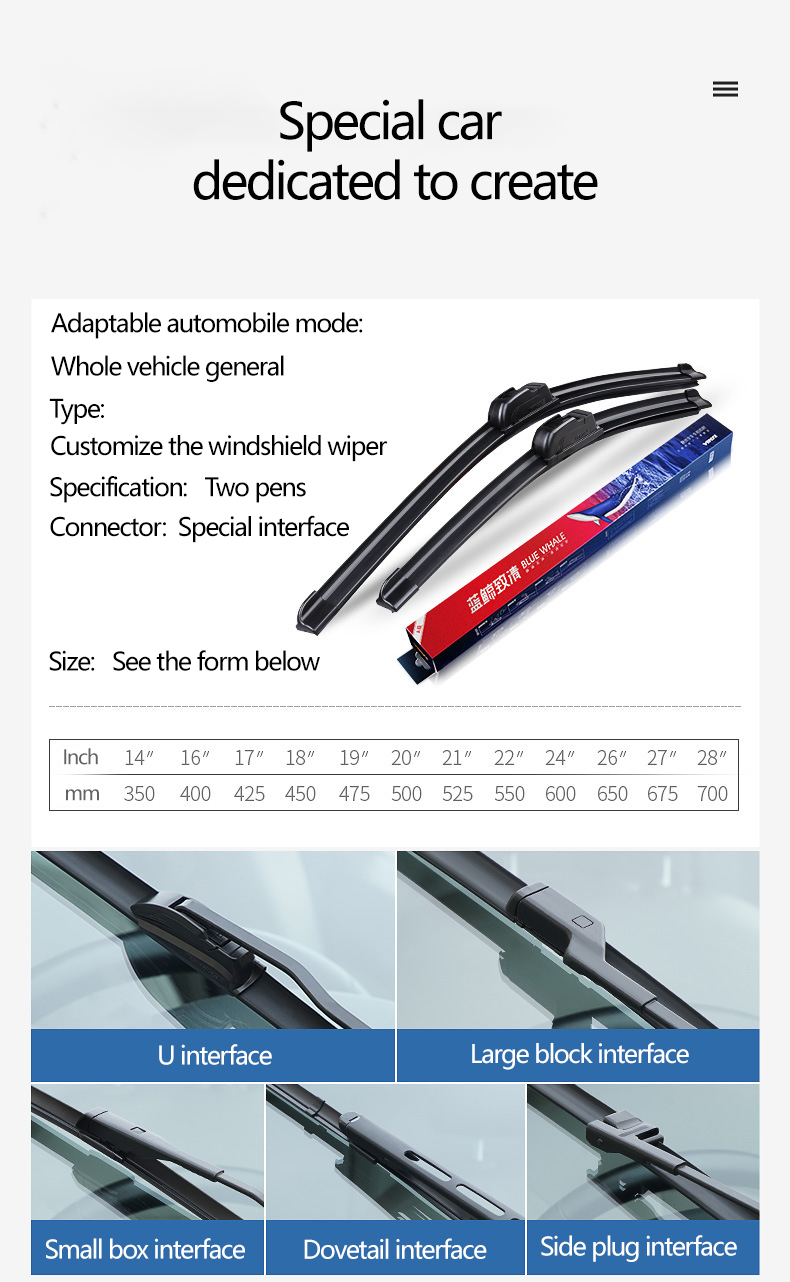 Special car
dedicated to create
Adaptable automobile mode:
Whole vehicle general
Type:
Customize the windshield wiper
Specification: Two pens
Connector: Special interface
蓝鲸致清 BLUE WHALE
Size: See the form below
Inch 14″ 16″ 17″ 18″ 19″ 20″ 21″ 22″ 24″ 26″ 27″ 28″
mm 350 400 425 450 475 500 525 550 600 650 675 700
U interface
Large block interface
Small box interface
Dovetail interface
Side plug interface